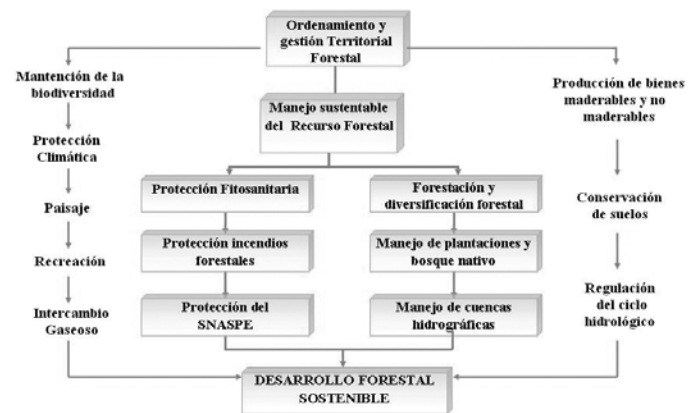 Ordenamiento y
gestión Territorial
Forestal
Mantención de la
biodiversidad
Protección
Climática
Paisaje
Recreación
Intercambio
Gaseoso
Manejo sustentable
del Recurso Forestal
Protección Fitosanitaria
Protección incendios
forestales
Protección del
SNASPE
Forestación y
diversificación forestal
Manejo de plantaciones y
bosque nativo
Manejo de cuencas
hidrográficas
Producción de bienes
maderables y no
maderables
Conservación
de suelos
Regulación
del ciclo
hidrológico
DESARROLLO FORESTAL
SOSTENIBLE